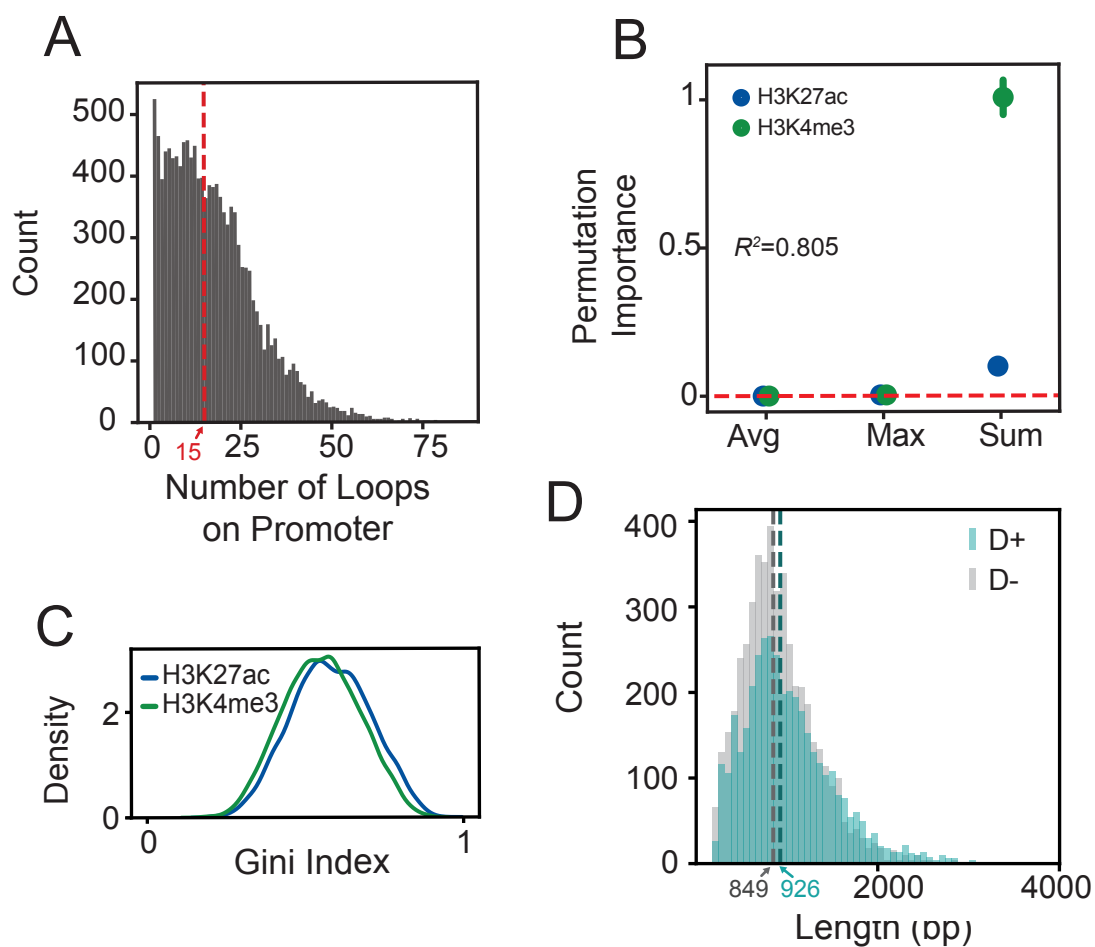 A
500
400
300
200
100
0
Count
0
15
25
50
75
Number of Loops
on Promoter
B
1
0.5
0
Permutation
Importance
H3K27ac
H3K4me3
R²=0.805
Avg
Max
Sum
C
H3K27ac
H3K4me3
2
0
Density
0
1
Gini Index
D
400
300
200
100
0
Count
D+
D-
849
926
2000
4000
Length (bp)